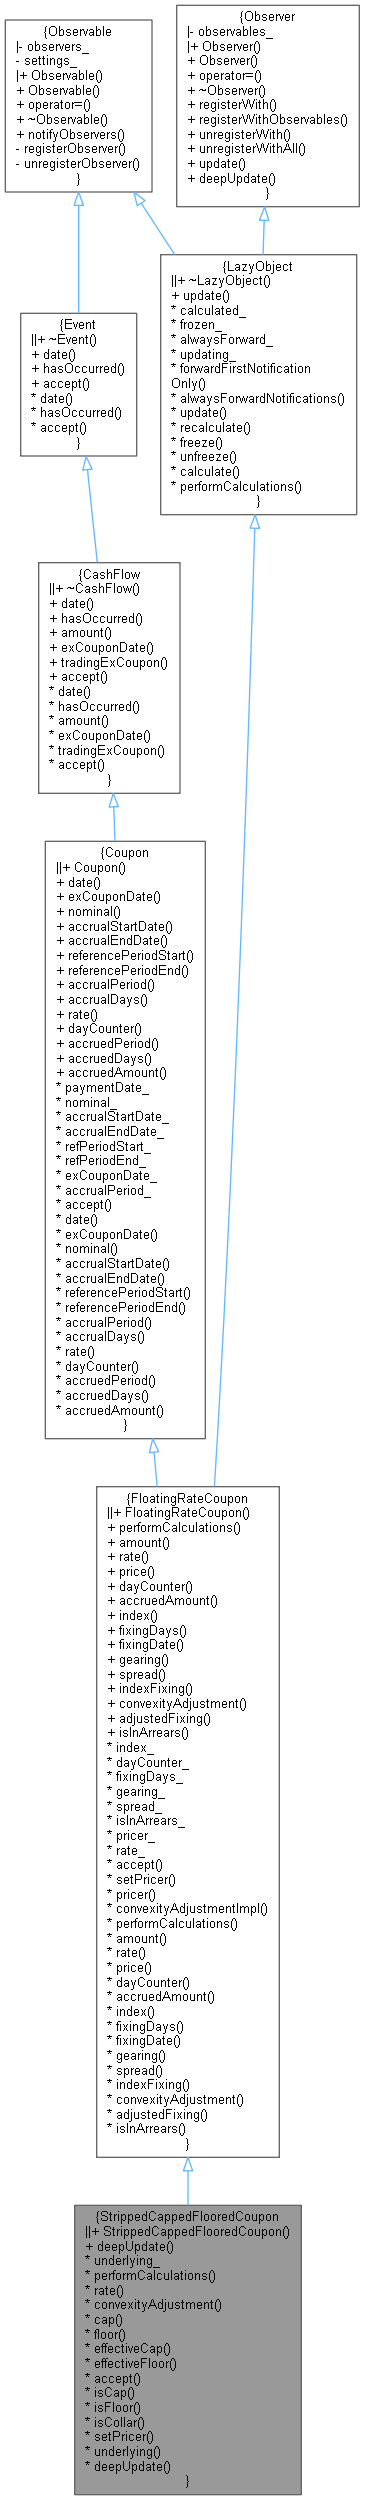 {Observable
|- observers_
- settings_
|+ Observable()
+ Observable()
+ operator=()
+ ~Observable()
+ notifyObservers()
- registerObserver()
- unregisterObserver()
}
{Observer
|- observables_
|+ Observer()
+ Observer()
+ operator=()
+ ~Observer()
+ registerWith()
+ registerWithObservables()
+ unregisterWith()
+ unregisterWithAll()
+ update()
+ deepUpdate()
}
{LazyObject
||+ ~LazyObject()
+ update()
* calculated_
* frozen_
* alwaysForward_
* updating_
* forwardFirstNotification
Only()
* alwaysForwardNotifications()
* update()
* recalculate()
* freeze()
* unfreeze()
* calculate()
* performCalculations()
}
{Event
||+ ~Event()
+ date()
+ hasOccurred()
+ accept()
* date()
* hasOccurred()
* accept()
}
{CashFlow
||+ ~CashFlow()
+ date()
+ hasOccurred()
+ amount()
+ exCouponDate()
+ tradingExCoupon()
+ accept()
* date()
* hasOccurred()
* amount()
* exCouponDate()
* tradingExCoupon()
* accept()
}
{Coupon
||+ Coupon()
+ date()
+ exCouponDate()
+ nominal()
+ accrualStartDate()
+ accrualEndDate()
+ referencePeriodStart()
+ referencePeriodEnd()
+ accrualPeriod()
+ accrualDays()
+ rate()
+ dayCounter()
+ accruedPeriod()
+ accruedDays()
+ accruedAmount()
* paymentDate_
* nominal_
* accrualStartDate_
* accrualEndDate_
* refPeriodStart_
* refPeriodEnd_
* exCouponDate_
* accrualPeriod_
* accept()
* date()
* exCouponDate()
* nominal()
* accrualStartDate()
* accrualEndDate()
* referencePeriodStart()
* referencePeriodEnd()
* accrualPeriod()
* accrualDays()
* rate()
* dayCounter()
* accruedPeriod()
* accruedDays()
* accruedAmount()
}
{FloatingRateCoupon
||+ FloatingRateCoupon()
+ performCalculations()
+ amount()
+ rate()
+ price()
+ dayCounter()
+ accruedAmount()
+ index()
+ fixingDays()
+ fixingDate()
+ gearing()
+ spread()
+ indexFixing()
+ convexityAdjustment()
+ adjustedFixing()
+ isInArrears()
* index_
* dayCounter_
* fixingDays_
* gearing_
* spread_
* isInArrears_
* pricer_
* rate_
* accept()
* setPricer()
* pricer()
* convexityAdjustmentImpl()
* performCalculations()
* amount()
* rate()
* price()
* dayCounter()
* accruedAmount()
* index()
* fixingDays()
* fixingDate()
* gearing()
* spread()
* indexFixing()
* convexityAdjustment()
* adjustedFixing()
* isInArrears()
}
{StrippedCappedFlooredCoupon
||+ StrippedCappedFlooredCoupon()
+ deepUpdate()
* underlying_
* performCalculations()
* rate()
* convexityAdjustment()
* cap()
* floor()
* effectiveCap()
* effectiveFloor()
* accept()
* isCap()
* isFloor()
* isCollar()
* setPricer()
* underlying()
* deepUpdate()
}